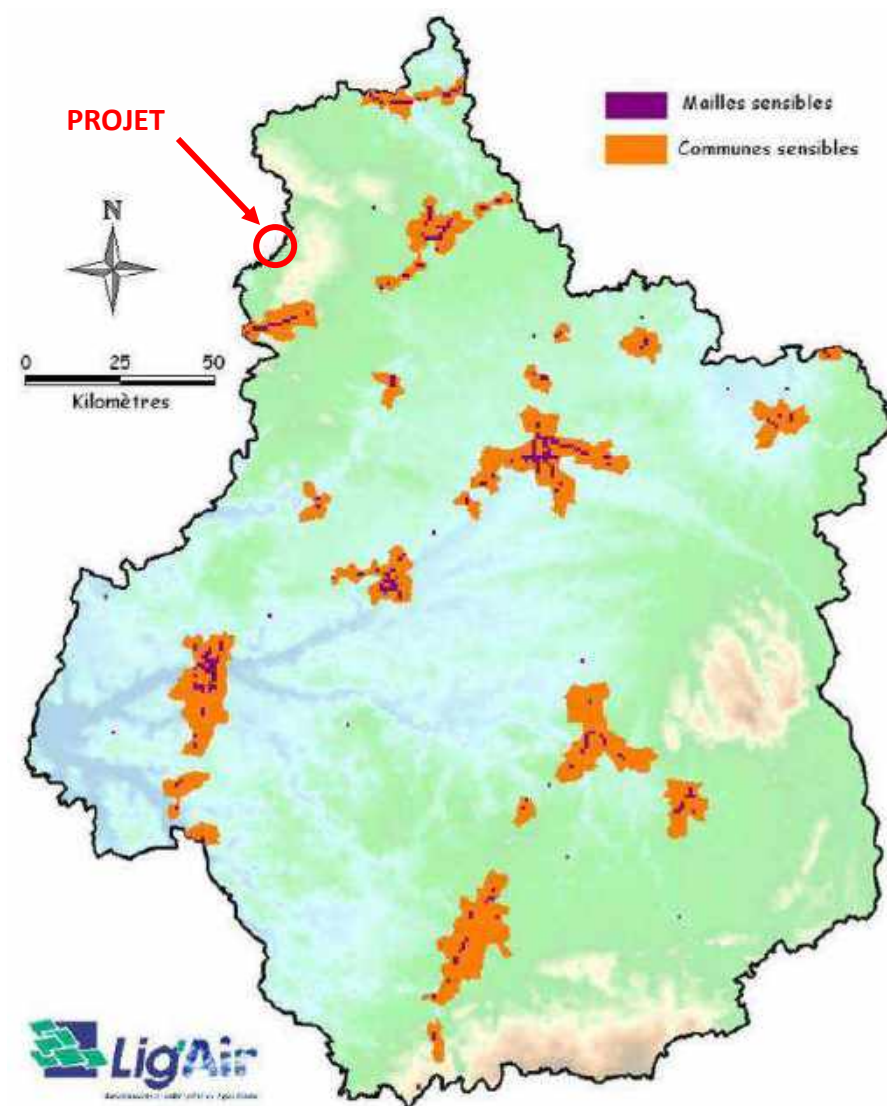 PROJET
Mailles sensibles
Communes sensibles
N
0 25 50
Kilomètres
Lig'Air